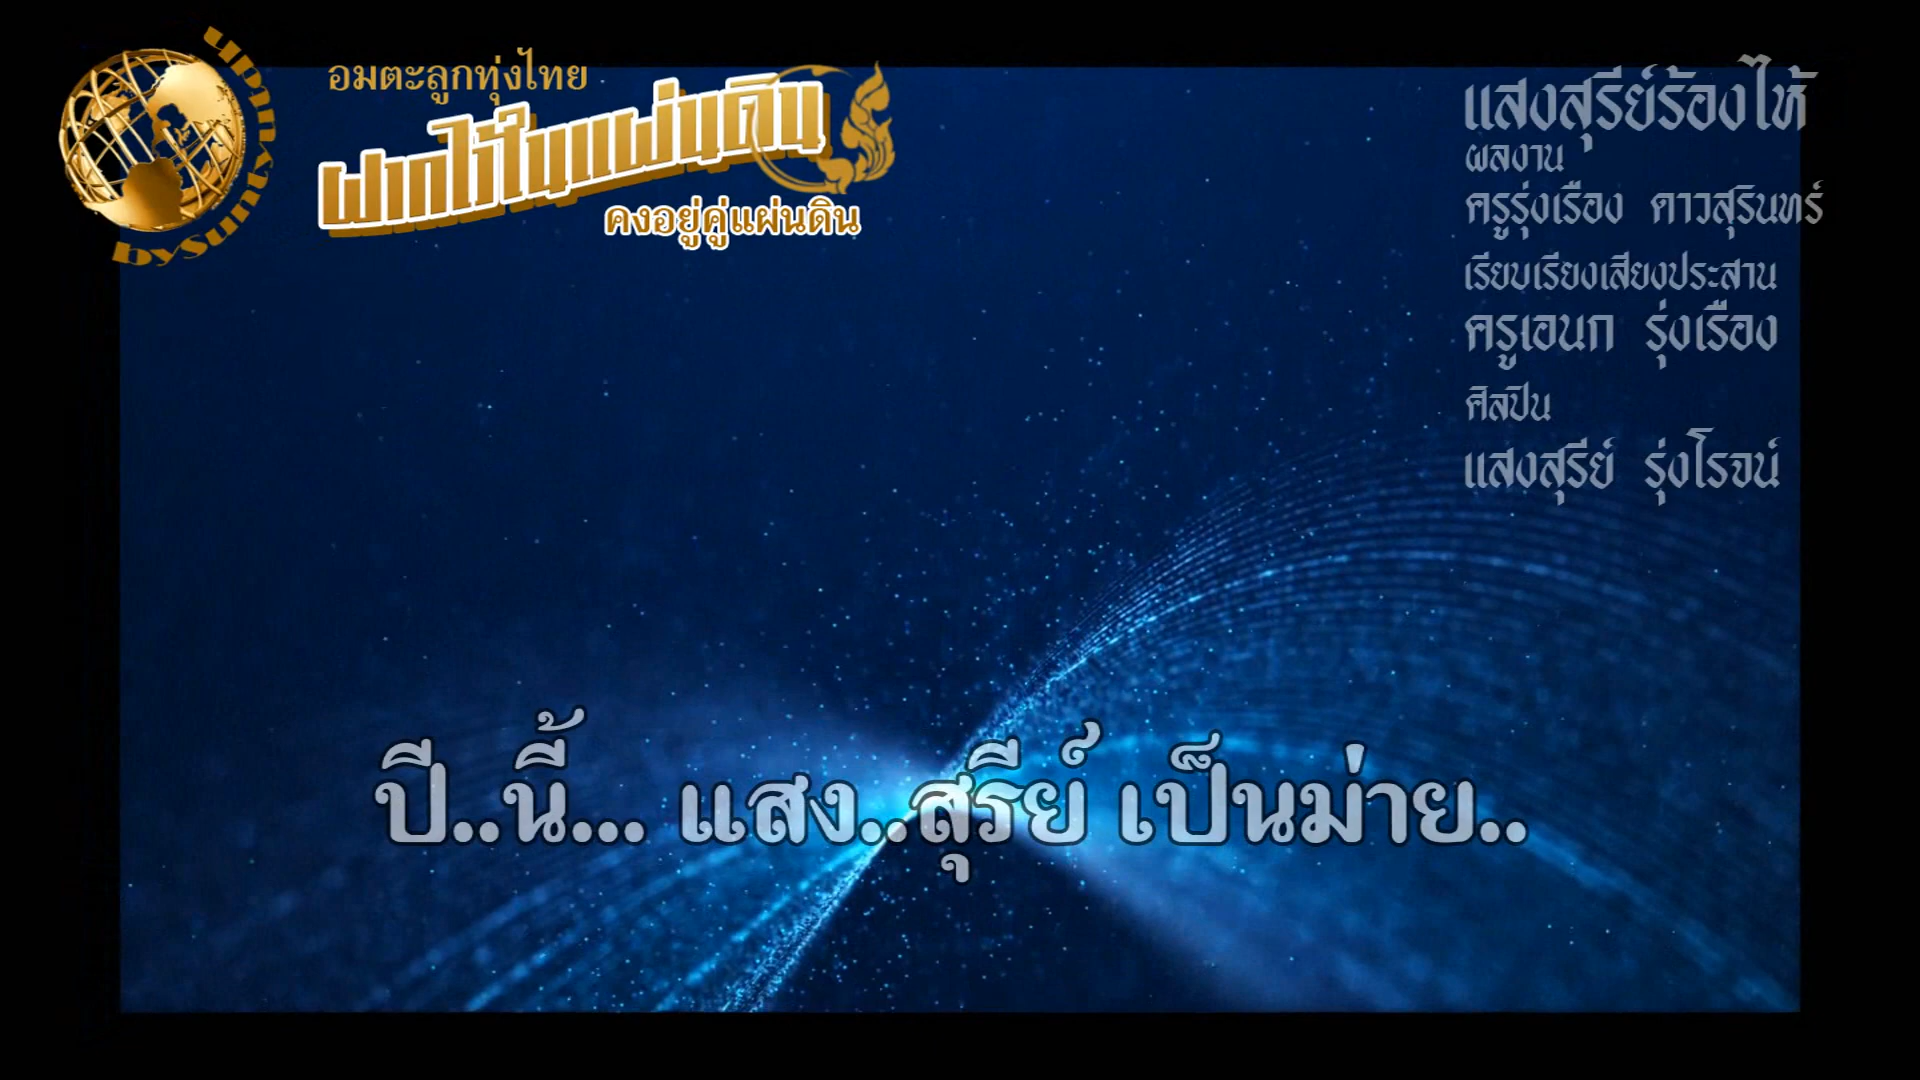 อมตะลูกทุ่งไทย
ฝากไว้ในแผ่นดิน
คงอยู่คู่แผ่นดิน
แสงสุรีย์ร้องไห้
ผลงาน
ครูรุ่งเรือง ดาวสุรินทร์
เรียบเรียงเสียงประสาน
ครูเอนก รุ่งเรือง
ศิลปิน
แสงสุรีย์ รุ่งโรจน์
ปี..นี้... แสง..สุรีย์ เป็นม่าย..